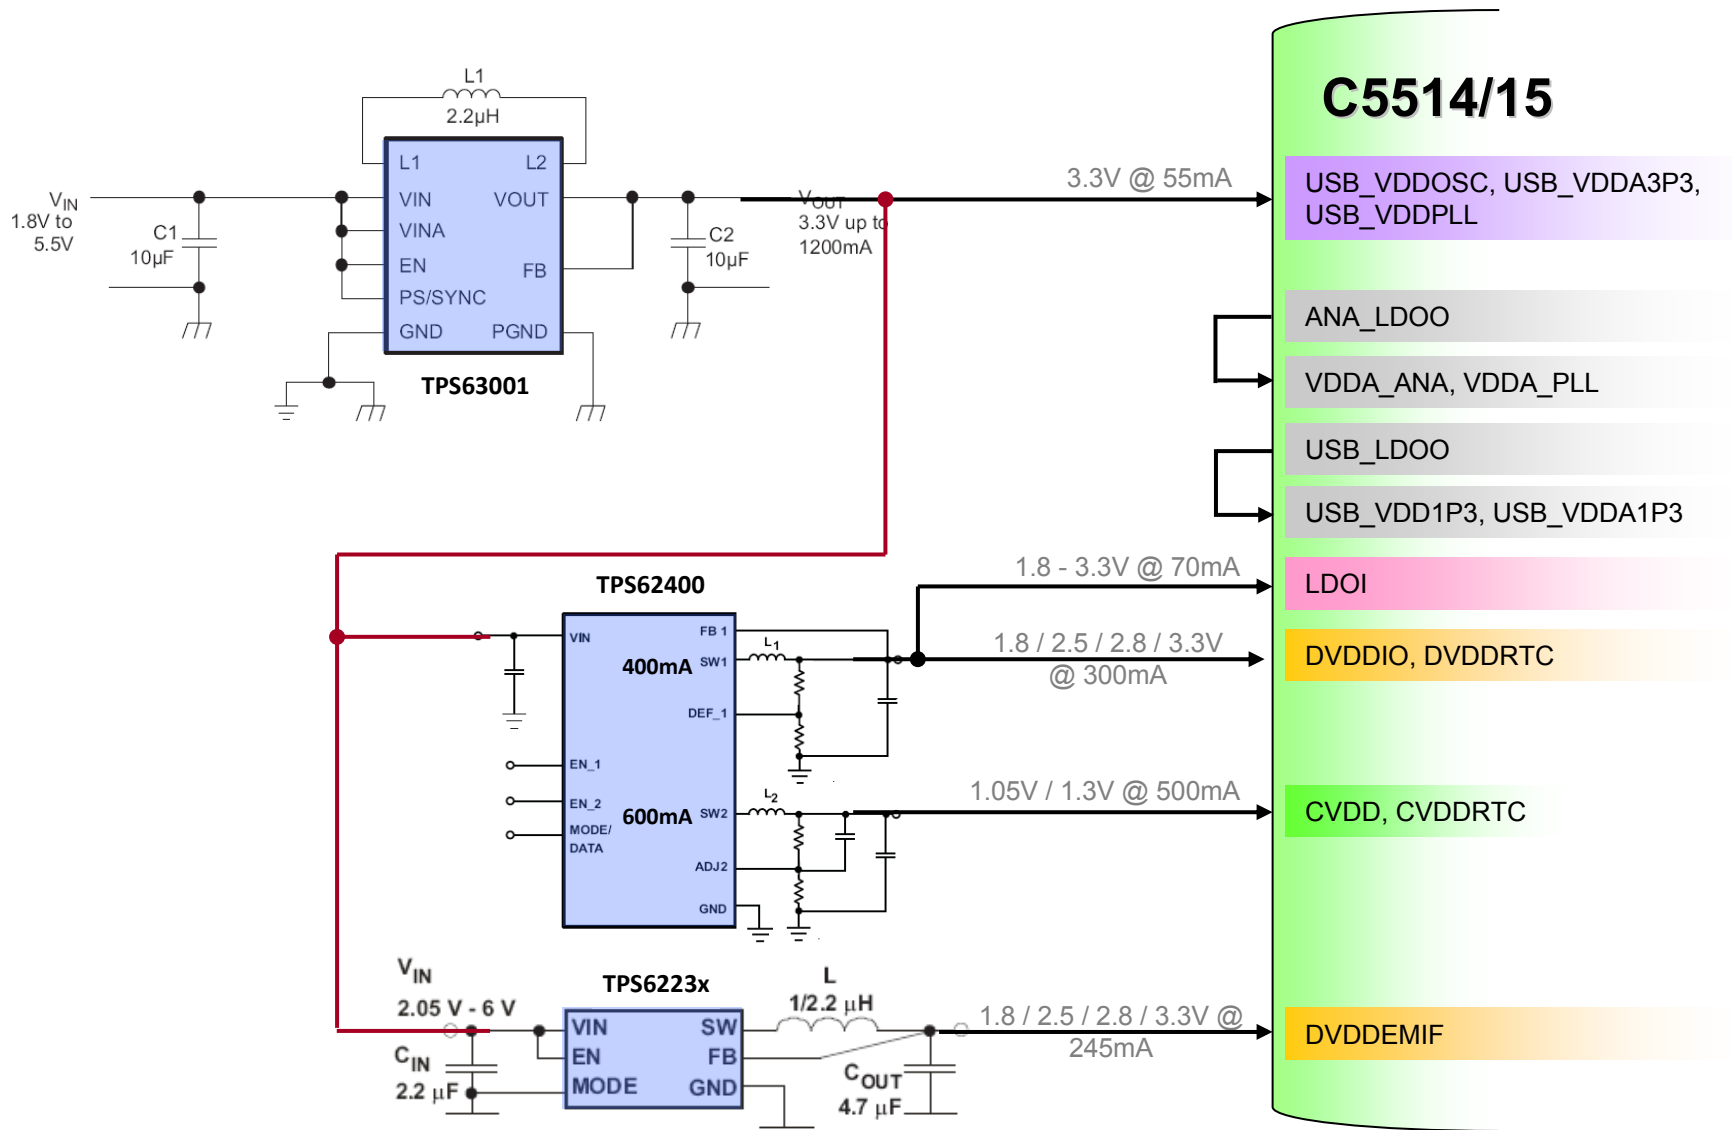 C5514/15
L1
2.2µH
L1
L2
VIN
VOUT
VINA
EN
FB
PS/SYNC
GND
PGND
TPS63001
VIN
1.8V to
5.5V
C1
10µF
C2
10µF
VOUT
3.3V up to
1200mA
3.3V @ 55mA
USB_VDDOSC, USB_VDDA3P3,
USB_VDDPLL
ANA_LDOO
VDDA_ANA, VDDA_PLL
USB_LDOO
USB_VDD1P3, USB_VDDA1P3
1.8 - 3.3V @ 70mA
LDOI
1.8 / 2.5 / 2.8 / 3.3V
@ 300mA
DVDDIO, DVDDRTC
TPS62400
VIN
FB 1
400mA
SW1
L1
DEF_1
EN_1
EN_2
600mA
SW2
L2
MODE/
DATA
ADJ2
GND
1.05V / 1.3V @ 500mA
CVDD, CVDDRTC
VIN
2.05 V - 6 V
TPS6223x
L
1/2.2 µH
VIN
SW
EN
FB
MODE
GND
CIN
2.2 µF
COUT
4.7 µF
1.8 / 2.5 / 2.8 / 3.3V @
245mA
DVDDEMIF